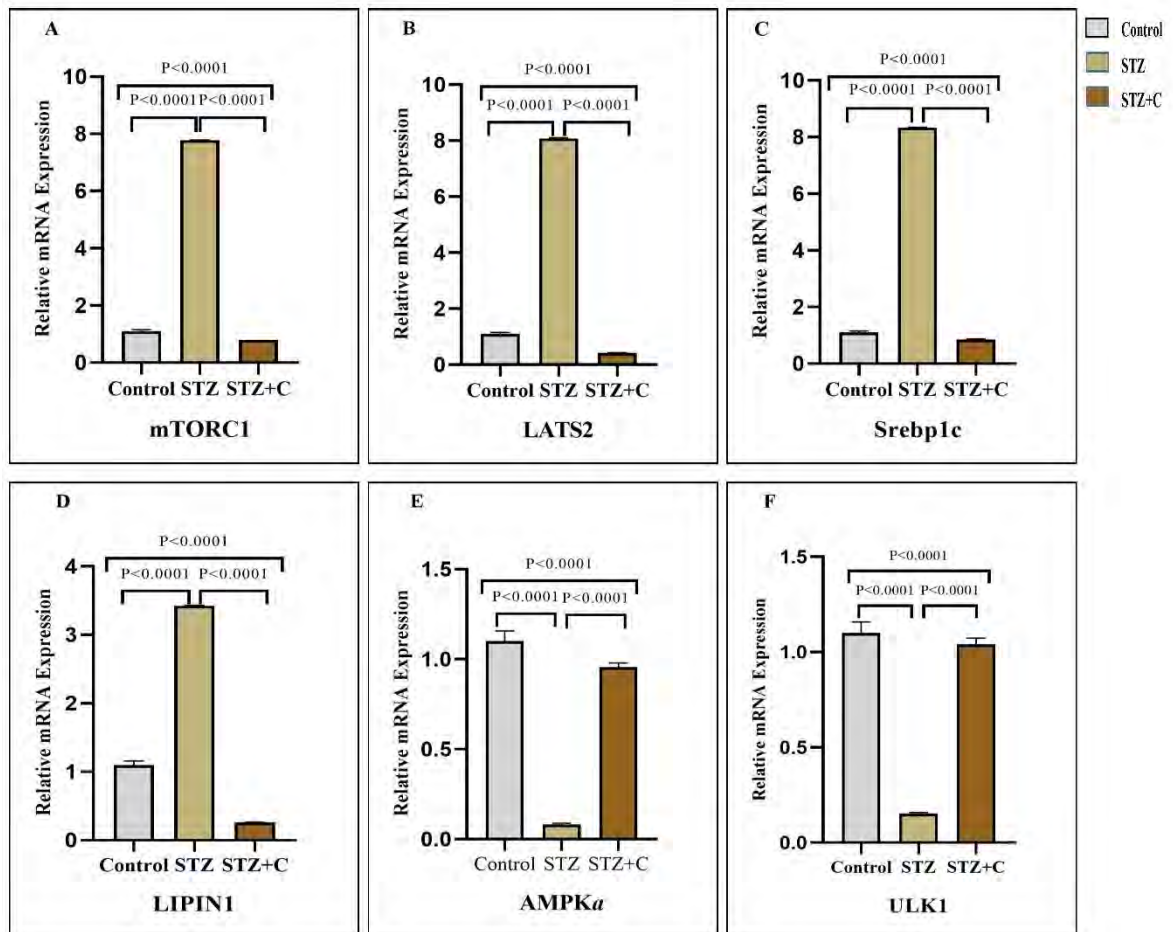 A
P<0.0001
P<0.0001 P<0.0001
Relative mRNA Expression
10
8
6
4
2
0
Control STZ STZ+C
mTORC1
B
P<0.0001
P<0.0001 P<0.0001
Relative mRNA Expression
10
8
6
4
2
0
Control STZ STZ+C
LATS2
C
P<0.0001
P<0.0001 P<0.0001
Relative mRNA Expression
10
8
6
4
2
0
Control STZ STZ+C
Srebp1c
Control
STZ
STZ+C
D
P<0.0001
P<0.0001 P<0.0001
Relative mRNA Expression
4
3
2
1
0
Control STZ STZ+C
LIPIN1
E
P<0.0001
P<0.0001 P<0.0001
Relative mRNA Expression
1.5
1.0
0.5
0.0
Control STZ STZ+C
AMPKa
F
P<0.0001
P<0.0001 P<0.0001
Relative mRNA Expression
1.5
1.0
0.5
0.0
Control STZ STZ+C
ULK1